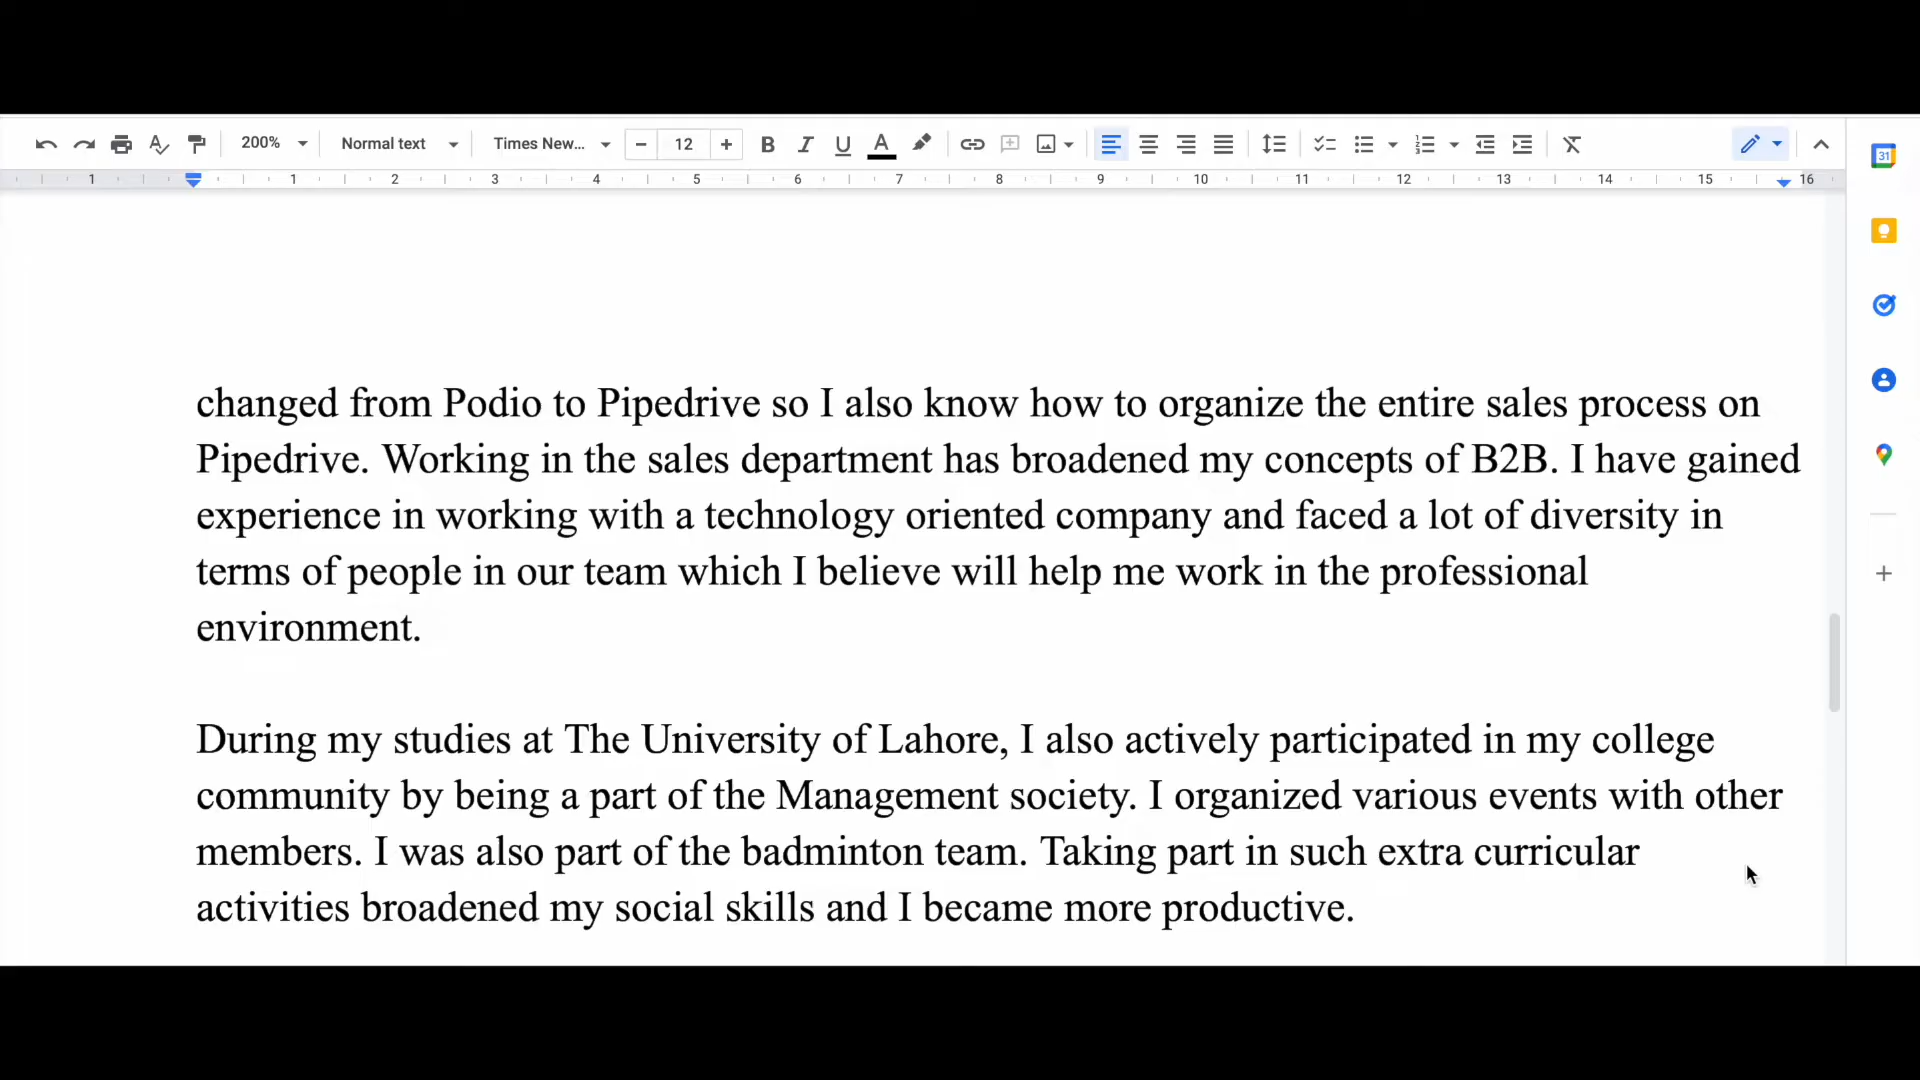 200% Normal text Times New... − 12 + B I U A
1 1 2 3 4 5 6 7 8 9 10 11 12 13 14 15 16
31
changed from Podio to Pipedrive so I also know how to organize the entire sales process on
Pipedrive. Working in the sales department has broadened my concepts of B2B. I have gained
experience in working with a technology oriented company and faced a lot of diversity in
terms of people in our team which I believe will help me work in the professional
environment.
During my studies at The University of Lahore, I also actively participated in my college
community by being a part of the Management society. I organized various events with other
members. I was also part of the badminton team. Taking part in such extra curricular
activities broadened my social skills and I became more productive.